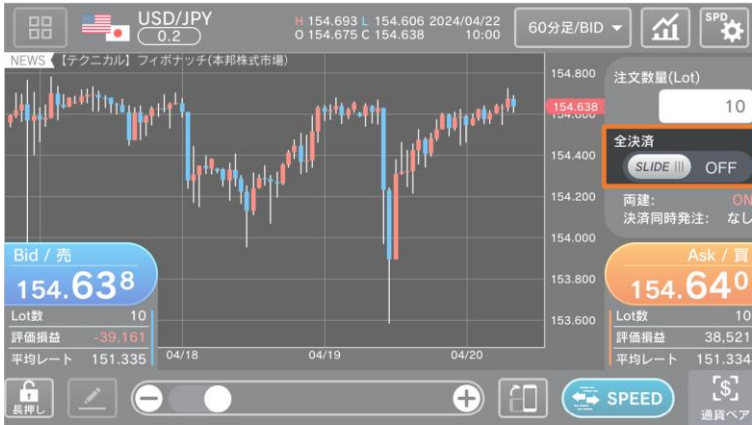 USD/JPY
0.2
H 154.693 L 154.606 2024/04/22
O 154.675 C 154.638 10:00
60分足/BID
SPD
NEWS 【テクニカル】フィボナッチ(本邦株式市場)
154.800
154.638
154.600
154.400
154.200
154.000
153.800
153.600
04/18
04/19
04/20
注文数量(Lot)
10
全決済
SLIDE OFF
両建: ON
決済同時発注: なし
Bid / 売
154.638
Lot数 10
評価損益 -39,161
平均レート 151.335
Ask / 買
154.640
Lot数 10
評価損益 38,521
平均レート 151.334
長押し
SPEED
通貨ペア